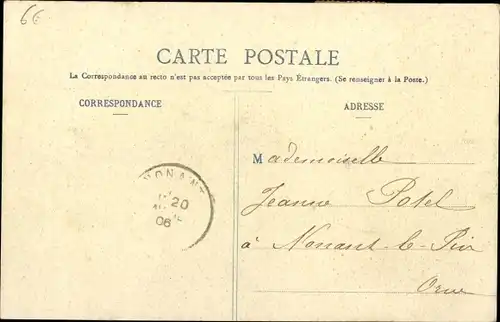 66
CARTE POSTALE
La Correspondance au recto n'est pas acceptée par tous les Pays Étrangers. (Se renseigner à la Poste.)
CORRESPONDANCE
ADRESSE
Mademoiselle
Jeanne Potel
à Nonant-le-Pin
Orne
NONANT
20
06